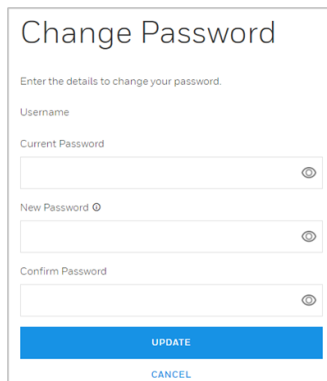 Change Password
Enter the details to change your password.
Username
Current Password
New Password
Confirm Password
UPDATE
CANCEL